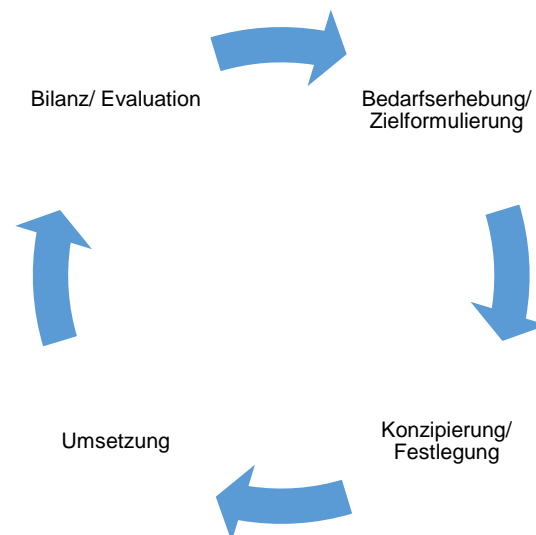 Bilanz/ Evaluation
Bedarfserhebung/
Zielformulierung
Umsetzung
Konzipierung/
Festlegung